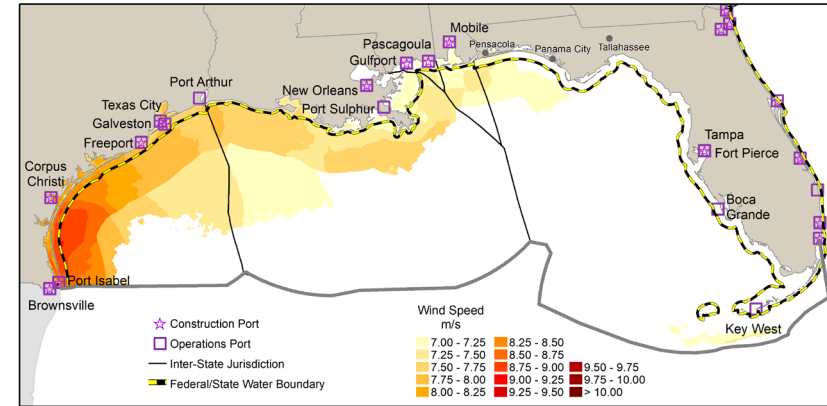 Mobile
Pascagoula
Pensacola
Gulfport
Panama City
Tallahassee
Port Arthur
New Orleans
Texas City
Port Sulphur
Galveston
Freeport
Tampa
Fort Pierce
Corpus
Christi
Boca
Grande
Port Isabel
Brownsville
Key West
Construction Port
Operations Port
Inter-State Jurisdiction
Federal/State Water Boundary
Wind Speed
m/s
7.00 - 7.25 8.25 - 8.50
7.25 - 7.50 8.50 - 8.75
7.50 - 7.75 8.75 - 9.00 9.50 - 9.75
7.75 - 8.00 9.00 - 9.25 9.75 - 10.00
8.00 - 8.25 9.25 - 9.50 > 10.00